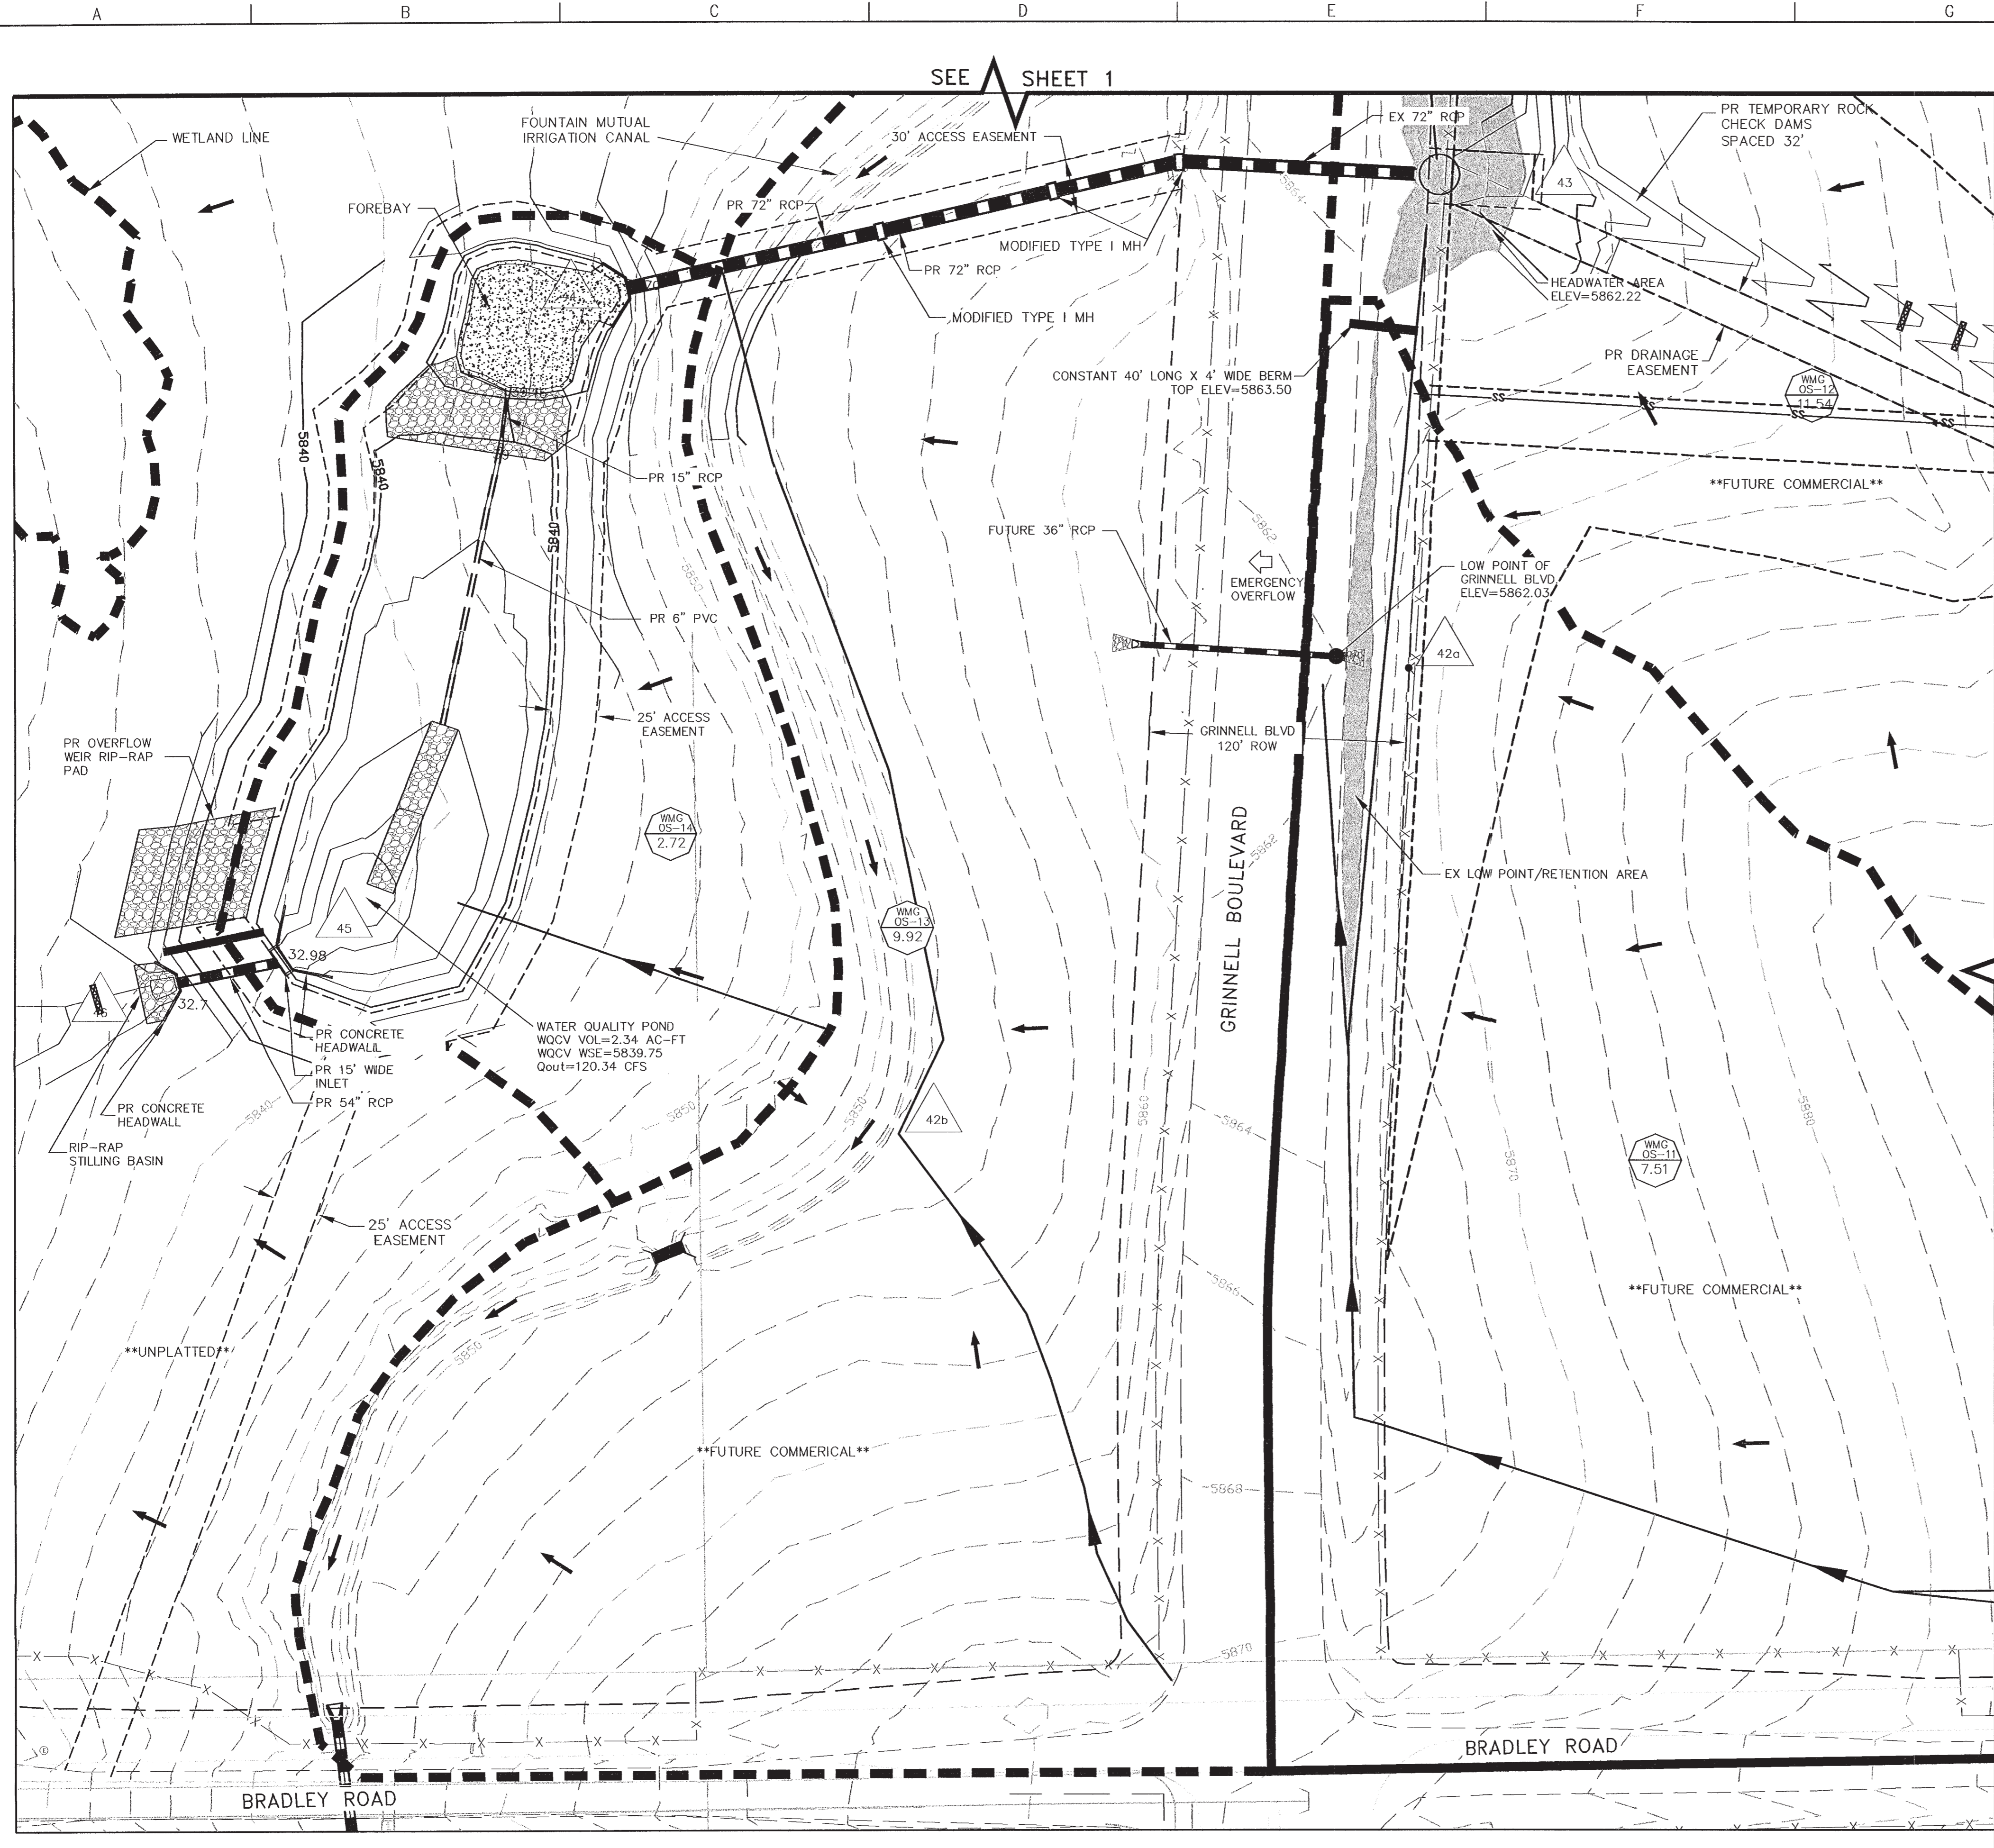 A B C D E F G
SEE SHEET 1
WETLAND LINE
FOUNTAIN MUTUAL
IRRIGATION CANAL
30' ACCESS EASEMENT
EX 72" RCP
PR TEMPORARY ROCK
CHECK DAMS
SPACED 32'
43
5864
FOREBAY
PR 72" RCP
MODIFIED TYPE I MH
PR 72" RCP
HEADWATER AREA
ELEV=5862.22
MODIFIED TYPE I MH
PR DRAINAGE
EASEMENT
CONSTANT 40' LONG X 4' WIDE BERM
TOP ELEV=5863.50
WMG
OS-12
11.54
SS
SS
SS
SS
5840
5840
PR 15" RCP
**FUTURE COMMERCIAL**
5840
FUTURE 36" RCP
5862
5850
EMERGENCY
OVERFLOW
LOW POINT OF
GRINNELL BLVD
ELEV=5862.03
PR 6" PVC
42a
25' ACCESS
EASEMENT
GRINNELL BLVD
120' ROW
PR OVERFLOW
WEIR RIP-RAP
PAD
WMG
OS-14
2.72
5862
EX LOW POINT/RETENTION AREA
GRINNELL BOULEVARD
45
WMG
OS-13
9.92
32.98
32.7
WATER QUALITY POND
WQCV VOL=2.34 AC-FT
WQCV WSE=5839.75
Qout=120.34 CFS
PR CONCRETE
HEADWALL
PR 15' WIDE
INLET
PR 54" RCP
PR CONCRETE
HEADWALL
RIP-RAP
STILLING BASIN
5840
5850
5850
42b
5860
5864
5880
5870
WMG
OS-11
7.51
25' ACCESS
EASEMENT
5866
**FUTURE COMMERCIAL**
**UNPLATTED**
5850
**FUTURE COMMERICAL**
5868
5870
BRADLEY ROAD
BRADLEY ROAD